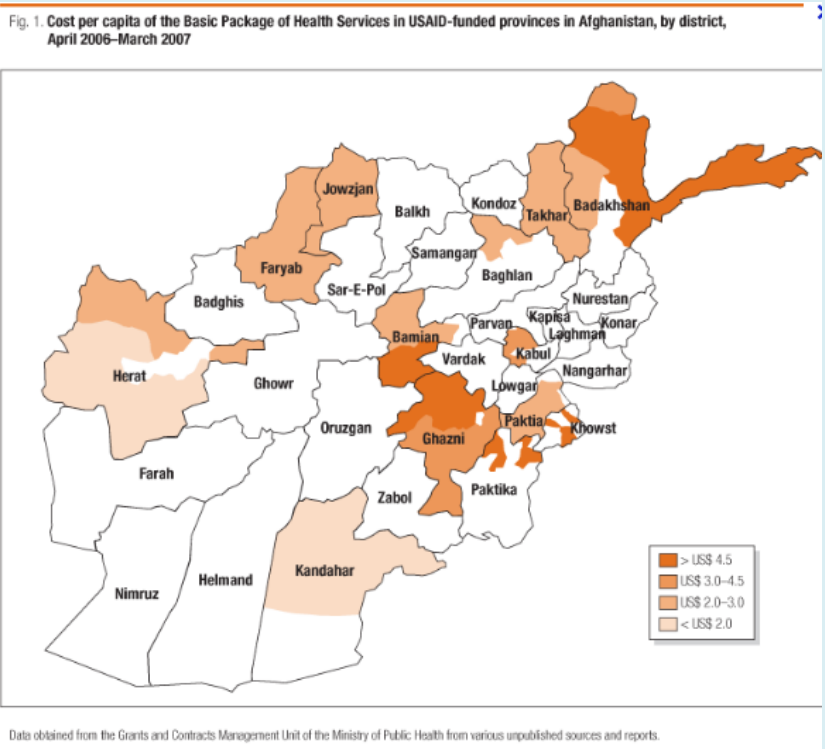 Fig. 1. Cost per capita of the Basic Package of Health Services in USAID-funded provinces in Afghanistan, by district,
April 2006–March 2007
Jowzjan
Balkh
Kondoz
Takhar
Badakhshan
Faryab
Samangan
Baghlan
Sar-E-Pol
Badghis
Nurestan
Kapisa
Parvan
Konar
Laghman
Bamian
Kabul
Vardak
Herat
Ghowr
Nangarhar
Lowgar
Paktia
Khowst
Oruzgan
Ghazni
Farah
Zabol
Paktika
Kandahar
Helmand
Nimruz
> US$ 4.5
US$ 3.0–4.5
US$ 2.0–3.0
< US$ 2.0
Data obtained from the Grants and Contracts Management Unit of the Ministry of Public Health from various unpublished sources and reports.